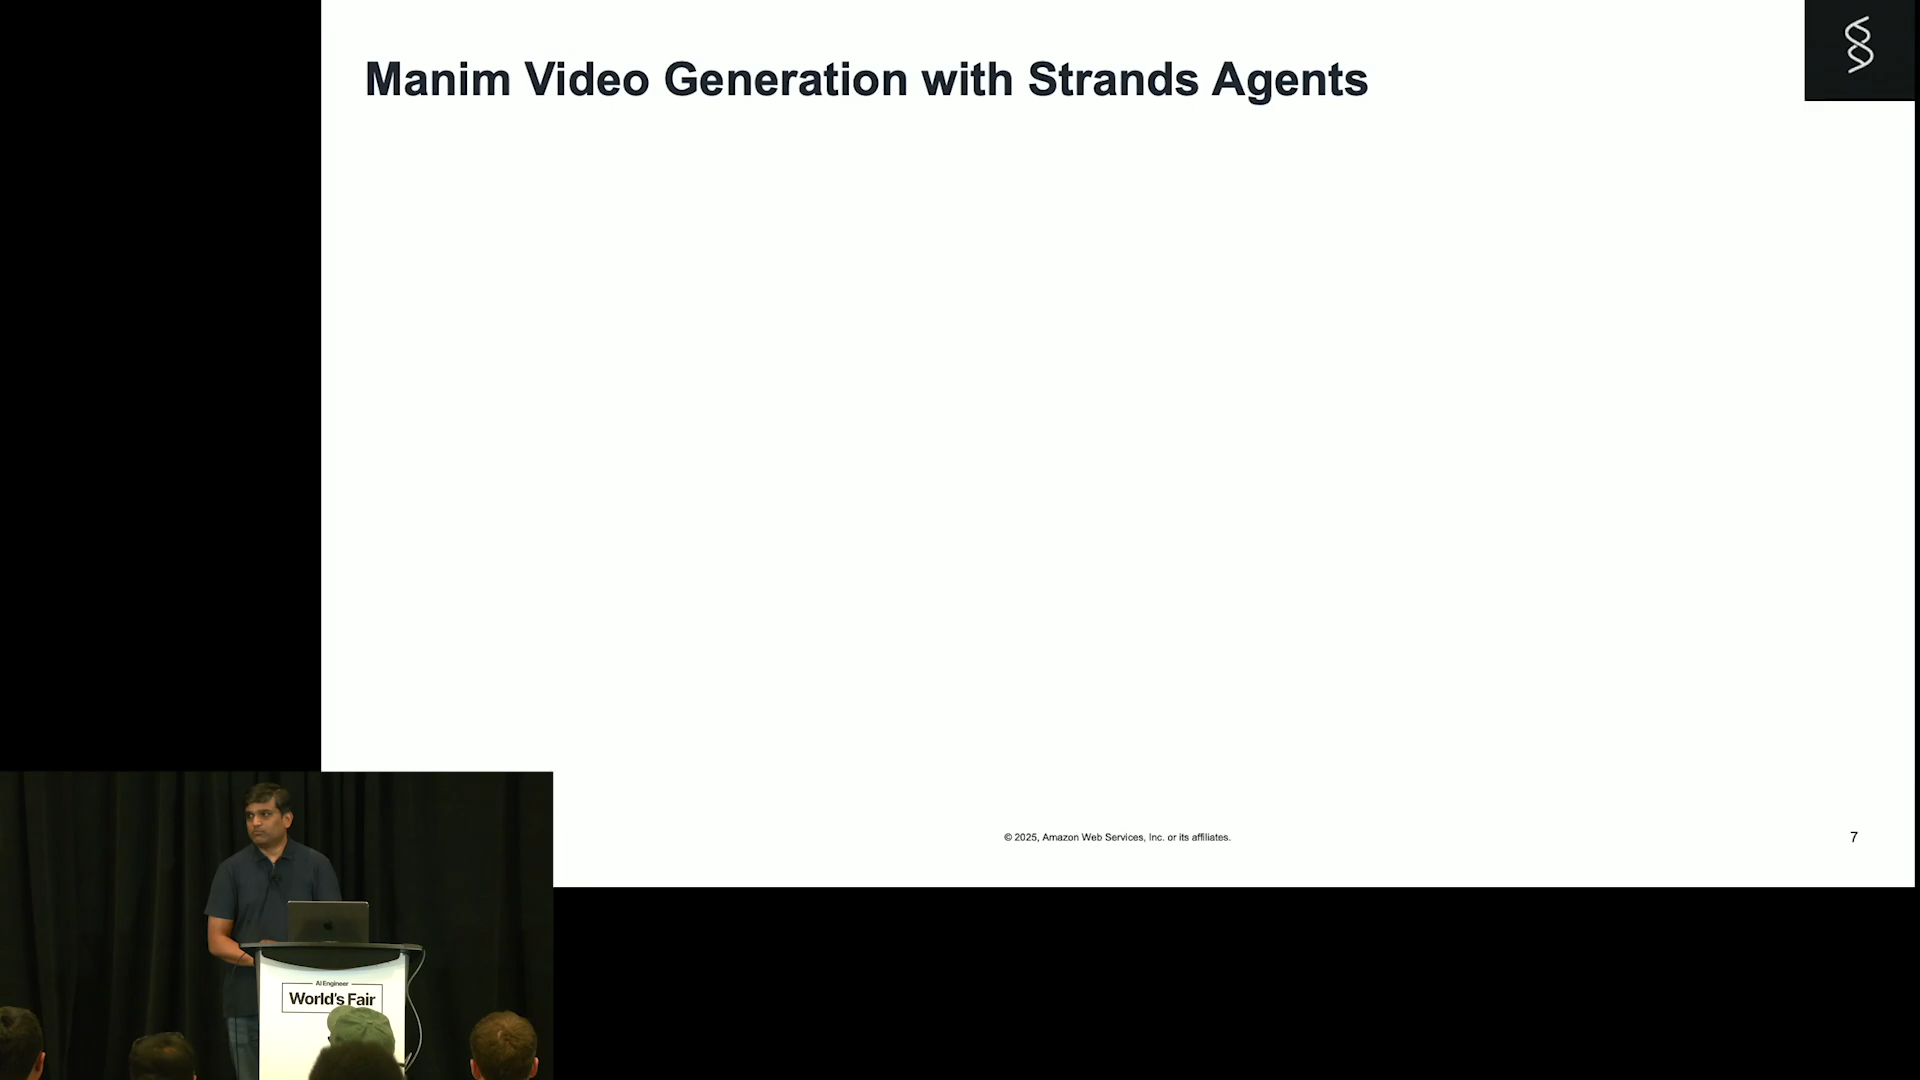 Manim Video Generation with Strands Agents
© 2025, Amazon Web Services, Inc. or its affiliates.
7
AI Engineer
World's Fair